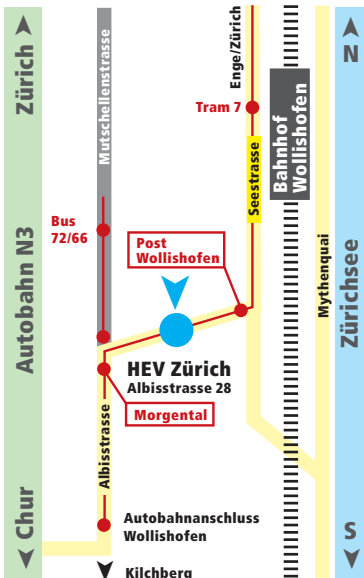 Zürich
Autobahn N3
Chur
Mutschellenstrasse
Enge/Zürich
Tram 7
Seestrasse
Bahnhof
Wollishofen
Mythenquai
N
Zürichsee
S
Bus
72/66
Post
Wollishofen
HEV Zürich
Albisstrasse 28
Morgental
Albisstrasse
Autobahnanschluss
Wollishofen
Kilchberg